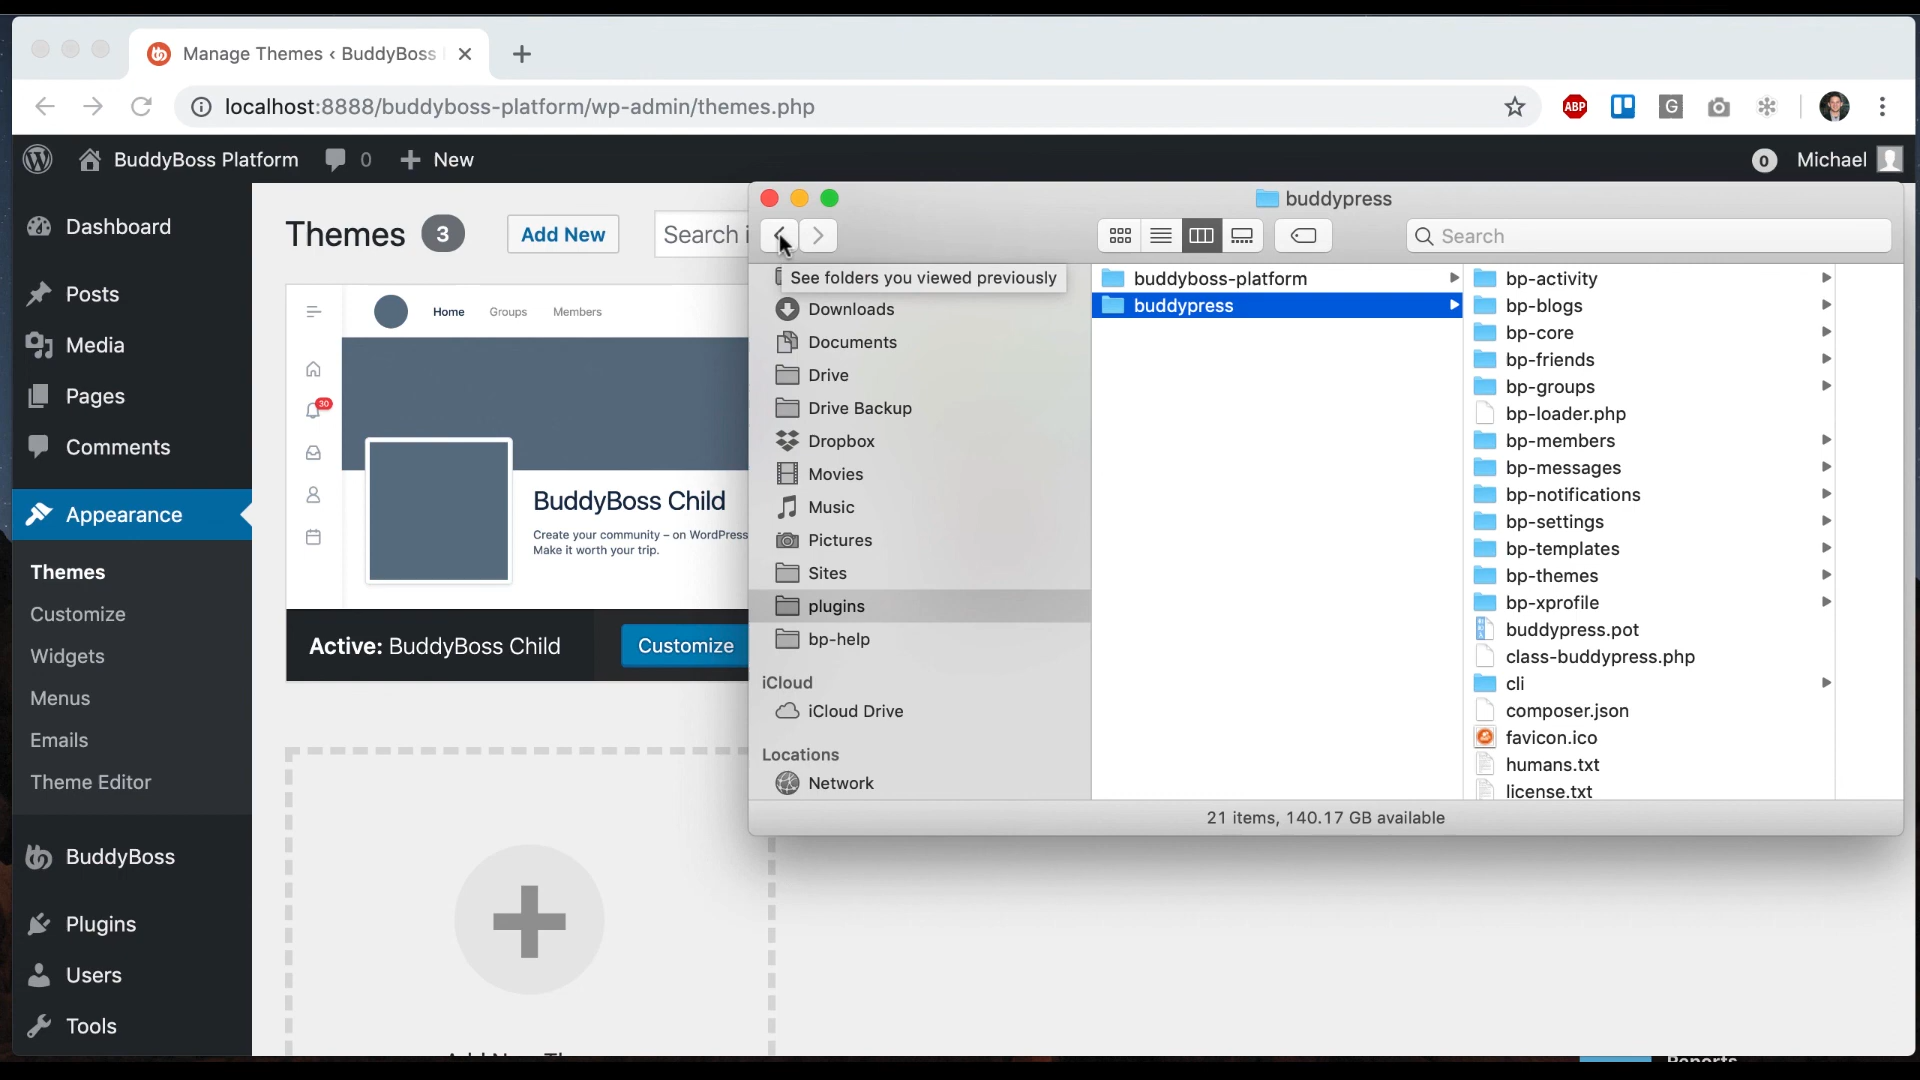 Manage Themes ‹ BuddyBoss
localhost:8888/buddyboss-platform/wp-admin/themes.php
ABP
G
BuddyBoss Platform
0
New
0
Michael
Dashboard
Posts
Media
Pages
Comments
Appearance
Themes
Customize
Widgets
Menus
Emails
Theme Editor
BuddyBoss
Plugins
Users
Tools
Themes 3
Add New
Search i
Home Groups Members
30
BuddyBoss Child
Create your community – on WordPress
Make it worth your trip.
Active: BuddyBoss Child
Customize
buddypress
Search
See folders you viewed previously
Downloads
Documents
Drive
Drive Backup
Dropbox
Movies
Music
Pictures
Sites
plugins
bp-help
iCloud
iCloud Drive
Locations
Network
buddyboss-platform
buddypress
bp-activity
bp-blogs
bp-core
bp-friends
bp-groups
bp-loader.php
bp-members
bp-messages
bp-notifications
bp-settings
bp-templates
bp-themes
bp-xprofile
buddypress.pot
class-buddypress.php
cli
composer.json
favicon.ico
humans.txt
license.txt
21 items, 140.17 GB available